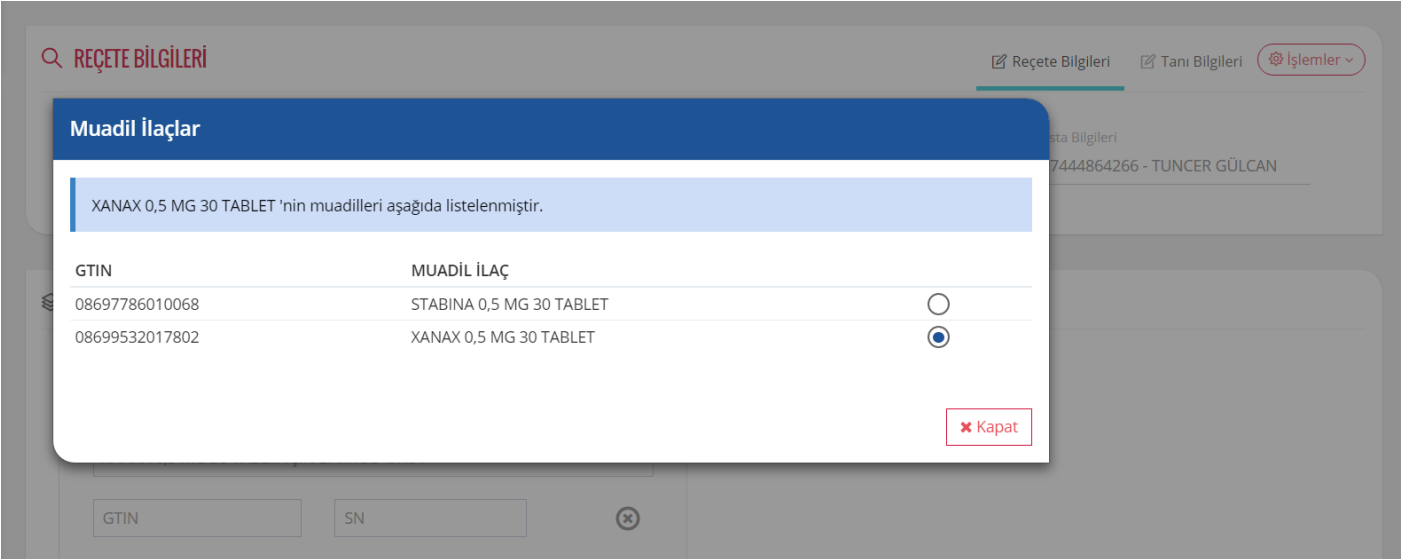 REÇETE BİLGİLERİ
Reçete Bilgileri Tanı Bilgileri İşlemler
Muadil İlaçlar
sta Bilgileri
7444864266 - TUNCER GÜLCAN
XANAX 0,5 MG 30 TABLET 'nin muadilleri aşağıda listelenmiştir.
GTIN MUADİL İLAÇ
08697786010068 STABINA 0,5 MG 30 TABLET
08699532017802 XANAX 0,5 MG 30 TABLET
Kapat
GTIN SN